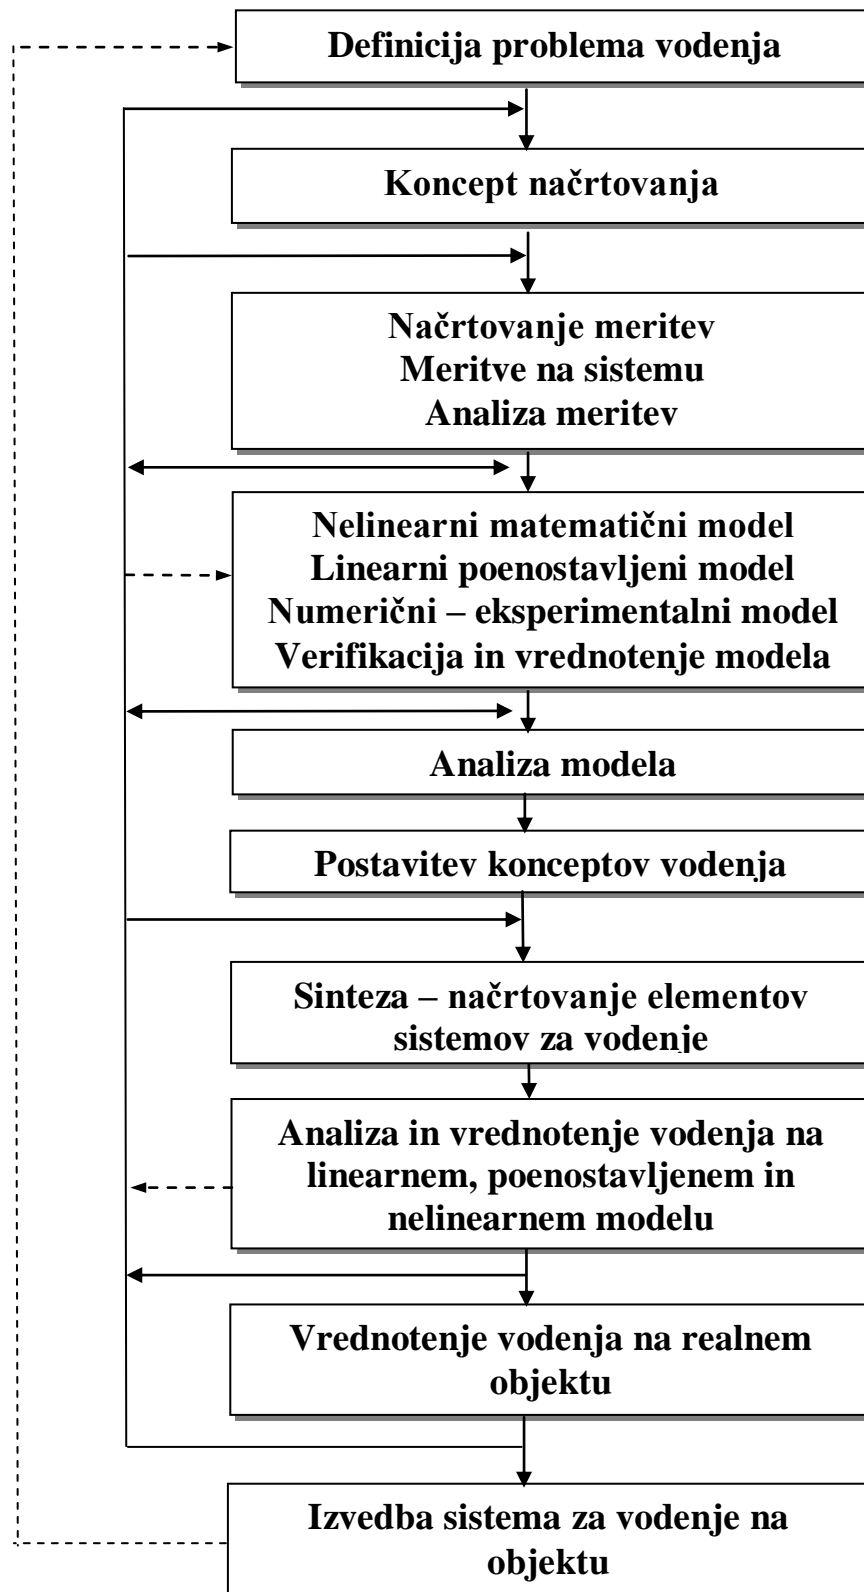 Definicija problema vodenja
Koncept načrtovanja
Načrtovanje meritev
Meritve na sistemu
Analiza meritev
Nelinearni matematični model
Linearni poenostavljeni model
Numerični – eksperimentalni model
Verifikacija in vrednotenje modela
Analiza modela
Postavitev konceptov vodenja
Sinteza – načrtovanje elementov
sistemov za vodenje
Analiza in vrednotenje vodenja na
linearnem, poenostavljenem in
nelinearnem modelu
Vrednotenje vodenja na realnem
objektu
Izvedba sistema za vodenje na
objektu